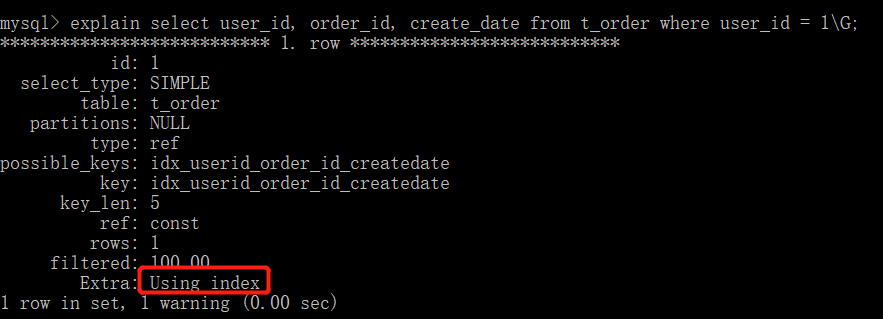 mysql> explain select user_id, order_id, create_date from t_order where user_id = 1\G;
*************************** 1. row ***************************
id: 1
select_type: SIMPLE
table: t_order
partitions: NULL
type: ref
possible_keys: idx_userid_order_id_createdate
key: idx_userid_order_id_createdate
key_len: 5
ref: const
rows: 1
filtered: 100.00
Extra: Using index
1 row in set, 1 warning (0.00 sec)